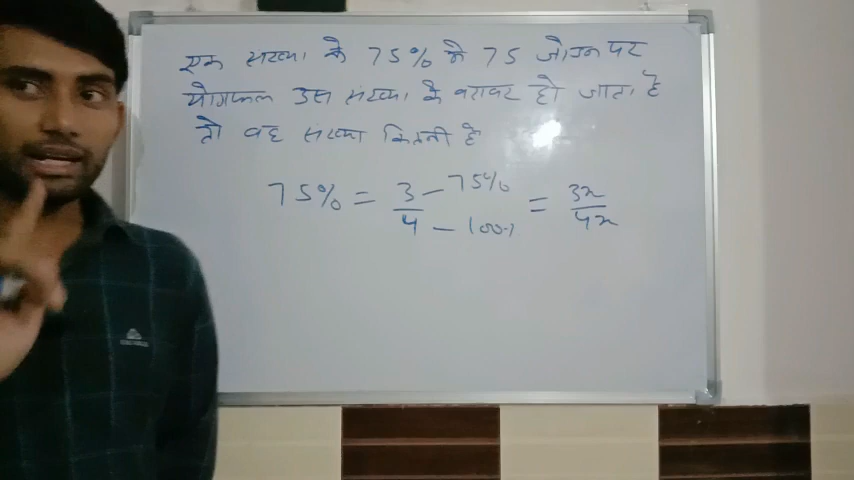 एक संख्या के 75% में 75 जोड़ने पर
योगफल उस संख्या के बराबर हो जाता है
तो वह संख्या कितनी है
75% = 3/4 - 75% - 100% = 3x/4x